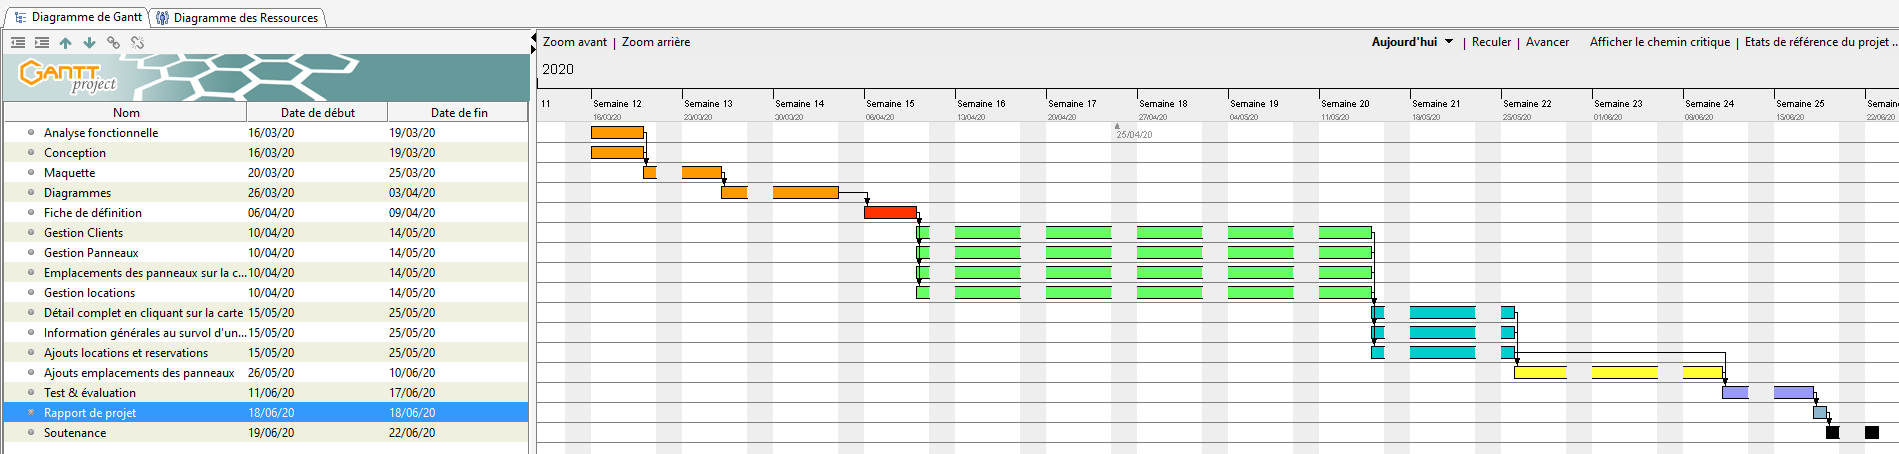 Diagramme de Gantt
Diagramme des Ressources
Zoom avant | Zoom arrière
Aujourd'hui | Reculer | Avancer Afficher le chemin critique | Etats de référence du projet ...
GANTT
project
2020
11 Semaine 12 Semaine 13 Semaine 14 Semaine 15 Semaine 16 Semaine 17 Semaine 18 Semaine 19 Semaine 20 Semaine 21 Semaine 22 Semaine 23 Semaine 24 Semaine 25 Semaine
16/03/20 23/03/20 30/03/20 06/04/20 13/04/20 20/04/20 27/04/20 04/05/20 11/05/20 18/05/20 25/05/20 01/06/20 08/06/20 15/06/20 22/06/20
25/04/20
Nom Date de début Date de fin
Analyse fonctionnelle 16/03/20 19/03/20
Conception 16/03/20 19/03/20
Maquette 20/03/20 25/03/20
Diagrammes 26/03/20 03/04/20
Fiche de définition 06/04/20 09/04/20
Gestion Clients 10/04/20 14/05/20
Gestion Panneaux 10/04/20 14/05/20
Emplacements des panneaux sur la c... 10/04/20 14/05/20
Gestion locations 10/04/20 14/05/20
Détail complet en cliquant sur la carte 15/05/20 25/05/20
Information générales au survol d'un... 15/05/20 25/05/20
Ajouts locations et reservations 15/05/20 25/05/20
Ajouts emplacements des panneaux 26/05/20 10/06/20
Test & évaluation 11/06/20 17/06/20
Rapport de projet 18/06/20 18/06/20
Soutenance 19/06/20 22/06/20